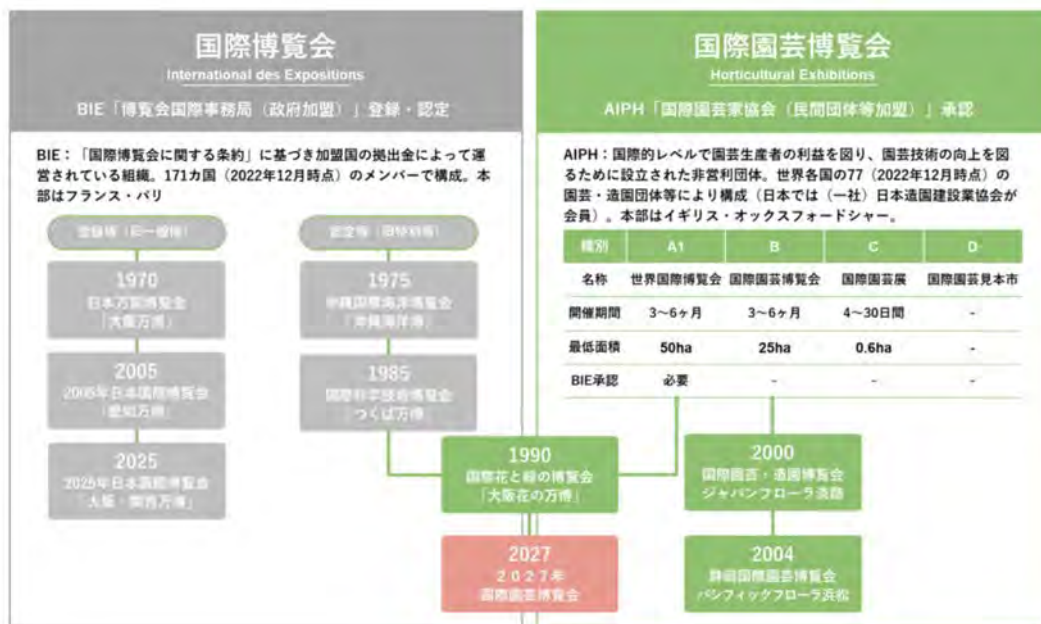 国際博覧会
International des Expositions
BIE「博覧会国際事務局（政府加盟）」登録・認定
BIE：「国際博覧会に関する条約」に基づき加盟国の拠出金によって運
営されている組織。171カ国（2022年12月時点）のメンバーで構成。本
部はフランス・パリ
登録博（旧一般博）
1970
日本万国博覧会
「大阪万博」
2005
2005年日本国際博覧会
「愛知万博」
2025
2025年日本国際博覧会
「大阪・関西万博」
認定博（旧特別博）
1975
沖縄国際海洋博覧会
「沖縄海洋博」
1985
国際科学技術博覧会
「つくば万博」
国際園芸博覧会
Horticultural Exhibitions
AIPH「国際園芸家協会（民間団体等加盟）」承認
AIPH：国際的レベルで園芸生産者の利益を図り、園芸技術の向上を図
るために設立された非営利団体。世界各国の77（2022年12月時点）の
園芸・造園団体等により構成（日本では（一社）日本造園建設業協会が
会員）。本部はイギリス・オックスフォードシャー。
種別 A1 B C D
名称 世界国際博覧会 国際園芸博覧会 国際園芸展 国際園芸見本市
開催期間 3～6ヶ月 3～6ヶ月 4～30日間 -
最低面積 50ha 25ha 0.6ha -
BIE承認 必要 - - -
1990
国際花と緑の博覧会
「大阪花の万博」
2027
２０２７年
国際園芸博覧会
2000
国際園芸・造園博覧会
ジャパンフローラ淡路
2004
静岡国際園芸博覧会
パシフィックフローラ浜松